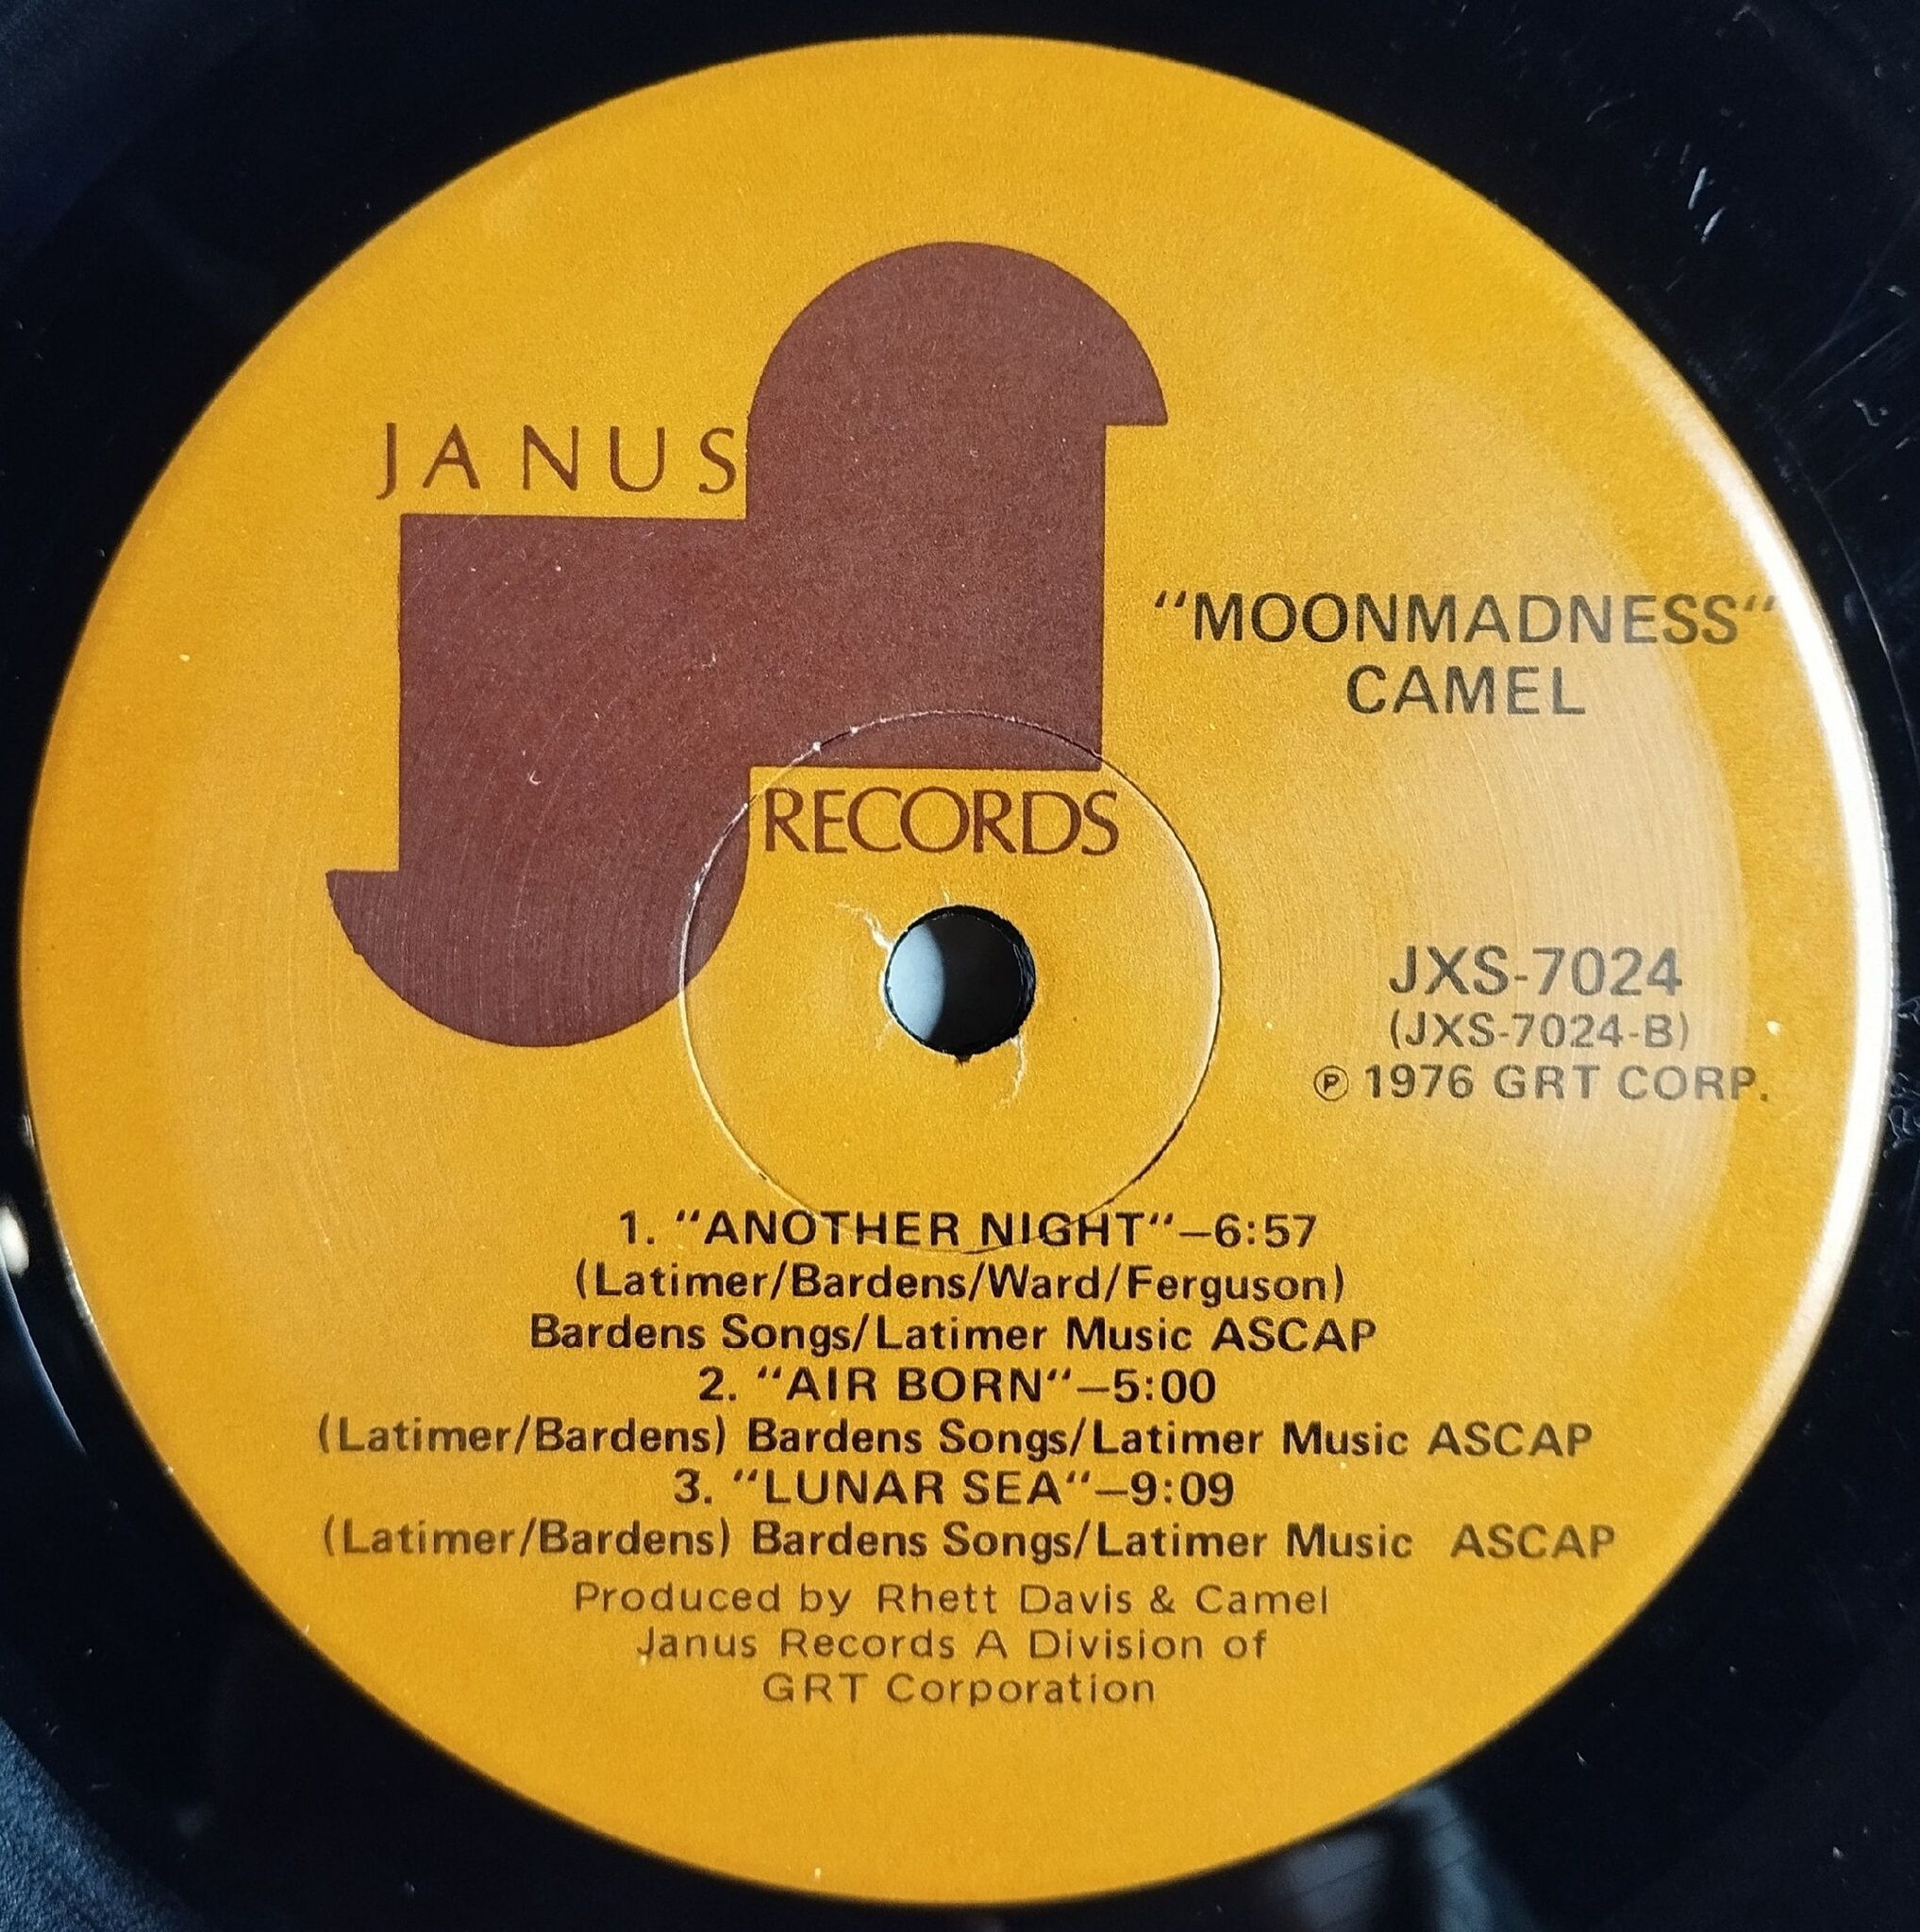 JANUS
RECORDS
"MOONMADNESS"
CAMEL
JXS-7024
(JXS-7024-B)
℗ 1976 GRT CORP.
1. "ANOTHER NIGHT"—6:57
(Latimer/Bardens/Ward/Ferguson)
Bardens Songs/Latimer Music ASCAP
2. "AIR BORN"—5:00
(Latimer/Bardens) Bardens Songs/Latimer Music ASCAP
3. "LUNAR SEA"—9:09
(Latimer/Bardens) Bardens Songs/Latimer Music ASCAP
Produced by Rhett Davis & Camel
Janus Records A Division of
GRT Corporation